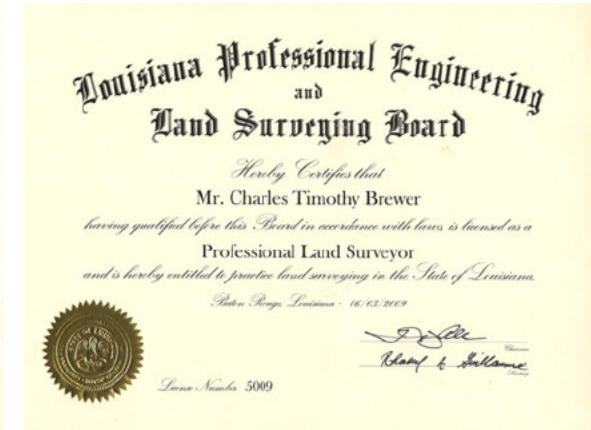 Louisiana Professional Engineering
and
Land Surveying Board
Hereby Certifies that
Mr. Charles Timothy Brewer
having qualified before this Board in accordance with laws is licensed as a
Professional Land Surveyor
and is hereby entitled to practice land surveying in the State of Louisiana.
Baton Rouge, Louisiana - 06/03/2009
Chairman
Secretary
License Number 5009